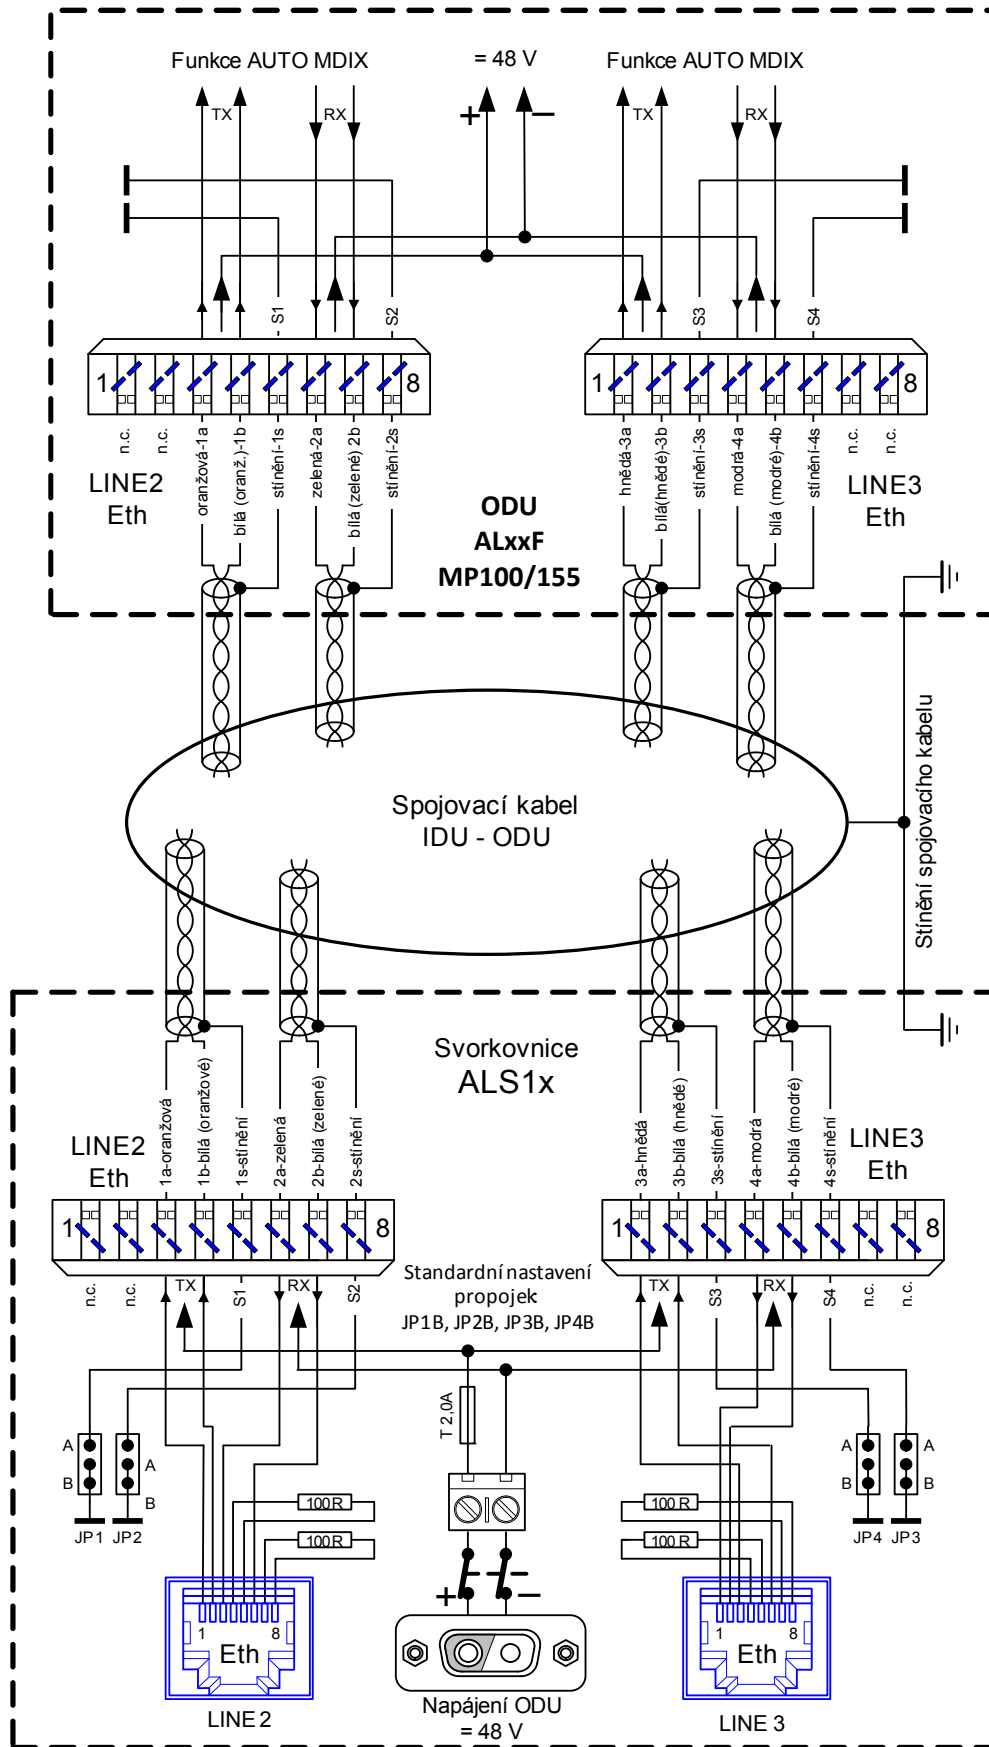 Funkce AUTO MDIX
= 48 V
Funkce AUTO MDIX
TX
RX
+
−
TX
RX
S1
S2
S3
S4
1
8
1
8
n.c.
n.c.
oranžová-1a
bílá (oranž.)-1b
stínění-1s
zelená-2a
bílá (zelené) 2b
stínění-2s
hnědá-3a
bílá(hnědé)-3b
stínění-3s
modrá-4a
bílá (modré)-4b
stínění-4s
n.c.
n.c.
LINE2
Eth
LINE3
Eth
ODU
ALxxF
MP100/155
Spojovací kabel
IDU - ODU
Stínění spojovacího kabelu
Svorkovnice
ALS1x
LINE2
Eth
LINE3
Eth
1a-oranžová
1b-bílá (oranžové)
1s-stínění
2a-zelená
2b-bílá (zelené)
2s-stínění
3a-hnědá
3b-bílá (hnědé)
3s-stínění
4a-modrá
4b-bílá (modré)
4s-stínění
1
8
1
8
n.c.
n.c.
TX
S1
RX
S2
Standardní nastavení
propojek
JP1B, JP2B, JP3B, JP4B
TX
S3
RX
S4
n.c.
n.c.
T 2,0A
A
B
A
B
JP1
JP2
A
B
A
B
JP4
JP3
100R
100R
100R
100R
+
−
1
8
Eth
LINE 2
1
8
Eth
LINE 3
Napájení ODU
= 48 V